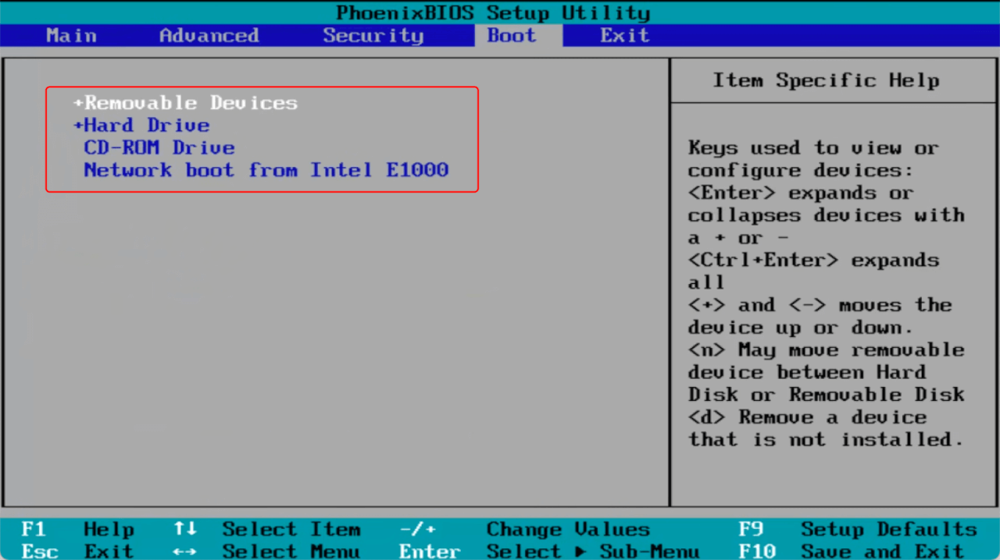 PhoenixBIOS Setup Utility
Main Advanced Security Boot Exit
+Removable Devices
+Hard Drive
CD-ROM Drive
Network boot from Intel E1000
Item Specific Help
Keys used to view or
configure devices:
<Enter> expands or
collapses devices with
a + or -
<Ctrl+Enter> expands
all
<+> and <-> moves the
device up or down.
<n> May move removable
device between Hard
Disk or Removable Disk
<d> Remove a device
that is not installed.
F1 Help ↑↓ Select Item -/+ Change Values F9 Setup Defaults
Esc Exit ↔ Select Menu Enter Select ▶ Sub-Menu F10 Save and Exit